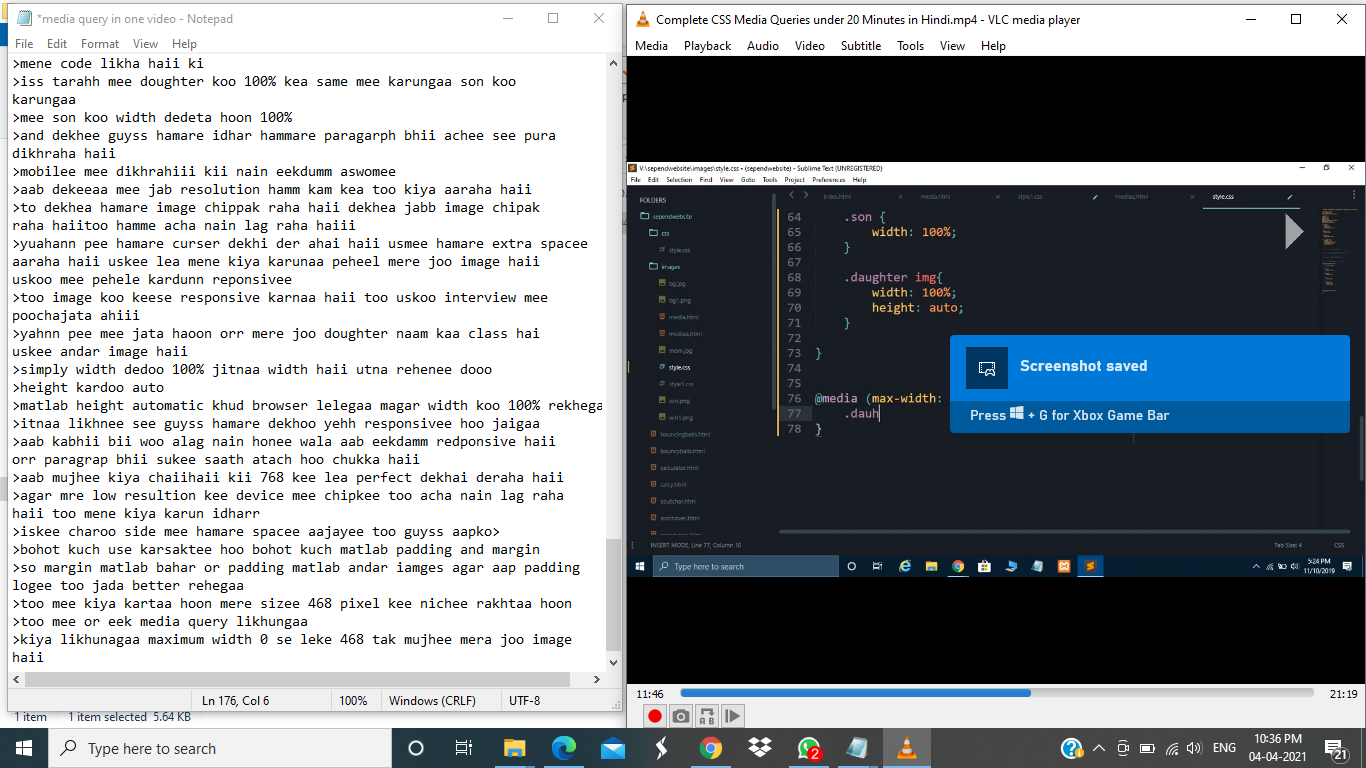 *media query in one video - Notepad
File Edit Format View Help
>mene code likha haii ki
>iss tarahh mee doughter koo 100% kea same mee karungaa son koo
karungaa
>mee son koo width dedeta hoon 100%
>and dekhee guyss hamare idhar hammare paragarph bhii achee see pura
dikhraha haii
>mobilee mee dikhrahiii kii nain eekdumm aswomee
>aab dekeeaa mee jab resolution hamm kam kea too kiya aaraha haii
>to dekhea hamare image chippak raha haii dekhea jabb image chipak
raha haiitoo hamme acha nain lag raha haiii
>yuahann pee hamare curser dekhi der ahai haii usmee hamare extra spacee
aaraha haii uskee lea mene kiya karunaa peheel mere joo image haii
uskoo mee pehele kardunn reponsivee
>too image koo keese responsive karnaa haii too uskoo interview mee
poochajata ahiii
>yahnn pee mee jata haoon orr mere joo doughter naam kaa class hai
uskee andar image haii
>simply width dedoo 100% jitnaa width haii utna rehenee dooo
>height kardoo auto
>matlab height automatic khud browser lelegaa magar width koo 100% rekhega
>itnaa likhnee see guyss hamare dekhoo yehh responsivee hoo jaigaa
>aab kabhii bii woo alag nain honee wala aab eekdamm redponsive haii
orr paragrap bhii sukee saath atach hoo chukka haii
>aab mujhee kiya chaiihaii kii 768 kee lea perfect dekhai deraha haii
>agar mre low resultion kee device mee chipkee too acha nain lag raha
haii too mene kiya karun idharr
>iskee charoo side mee hamare spacee aajayee too guyss aapko>
>bohot kuch use karsaktee hoo bohot kuch matlab padding and margin
>so margin matlab bahar or padding matlab andar iamges agar aap padding
logee too jada better rehegaa
>too mee kiya kartaa hoon mere sizee 468 pixel kee nichee rakhtaa hoon
>too mee or eek media query likhungaa
>kiya likhunagaa maximum width 0 se leke 468 tak mujhee mera joo image
haii
Ln 176, Col 6 100% Windows (CRLF) UTF-8
1 item 1 item selected 5.64 KB
Complete CSS Media Queries under 20 Minutes in Hindi.mp4 - VLC media player
Media Playback Audio Video Subtitle Tools View Help
V:\sependwebsite\images\style.css • (sependwebsite) - Sublime Text (UNREGISTERED)
File Edit Selection Find View Goto Tools Project Preferences Help
index.html media.html style1.css mediaq.html style.css
FOLDERS
sependwebsite
css
style.css
images
bg.jpg
bg1.png
media.html
mediaq.html
mom.jpg
style.css
style1.css
win.png
win1.png
bouncingballs.html
bouncyballs.html
calculator.html
calcy.html
coutchar.html
iconhover.html
64 .son {
65 width: 100%;
66 }
67
68 .daughter img{
69 width: 100%;
70 height: auto;
71 }
72
73 }
74
75
76 @media (max-width:
77 .dauh
78 }
Screenshot saved
Press + G for Xbox Game Bar
INSERT MODE, Line 77, Column 10 Tab Size: 4 CSS
Type here to search
5:24 PM
11/10/2019
11:46 21:19
Type here to search
2
ENG
10:36 PM
04-04-2021
21